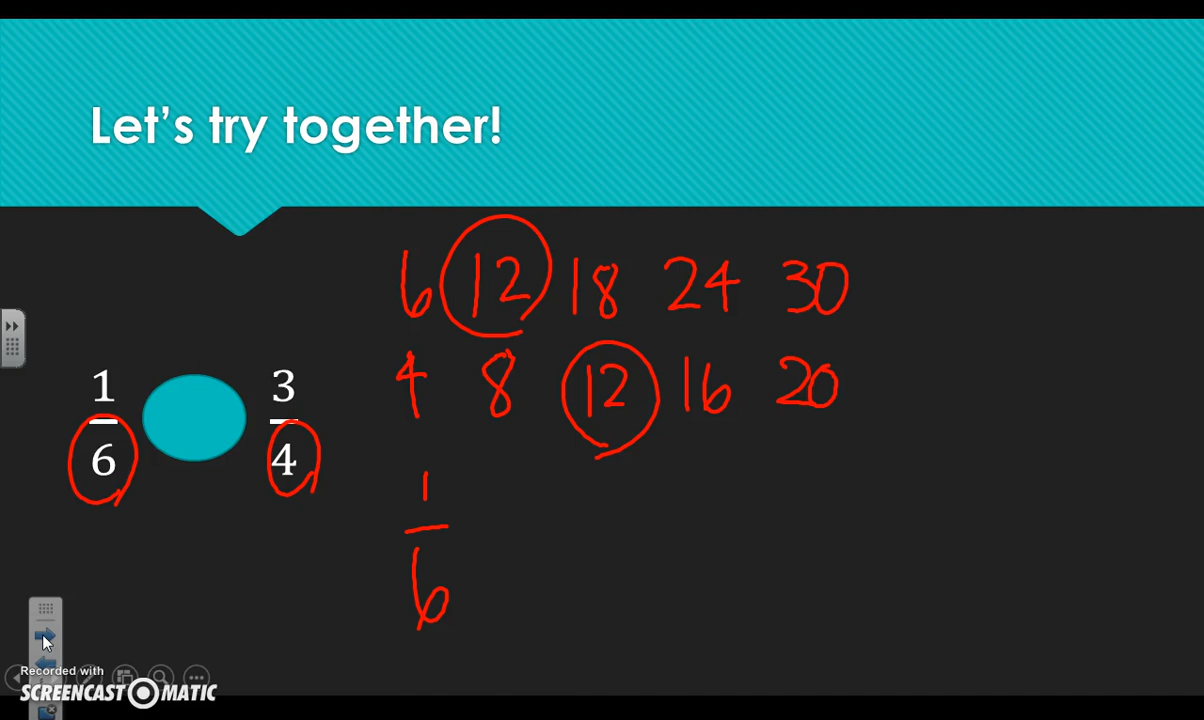 Let's try together!
6 12 18 24 30
4 8 12 16 20
1 3
6 4
1
6
Recorded with
SCREENCAST MATIC